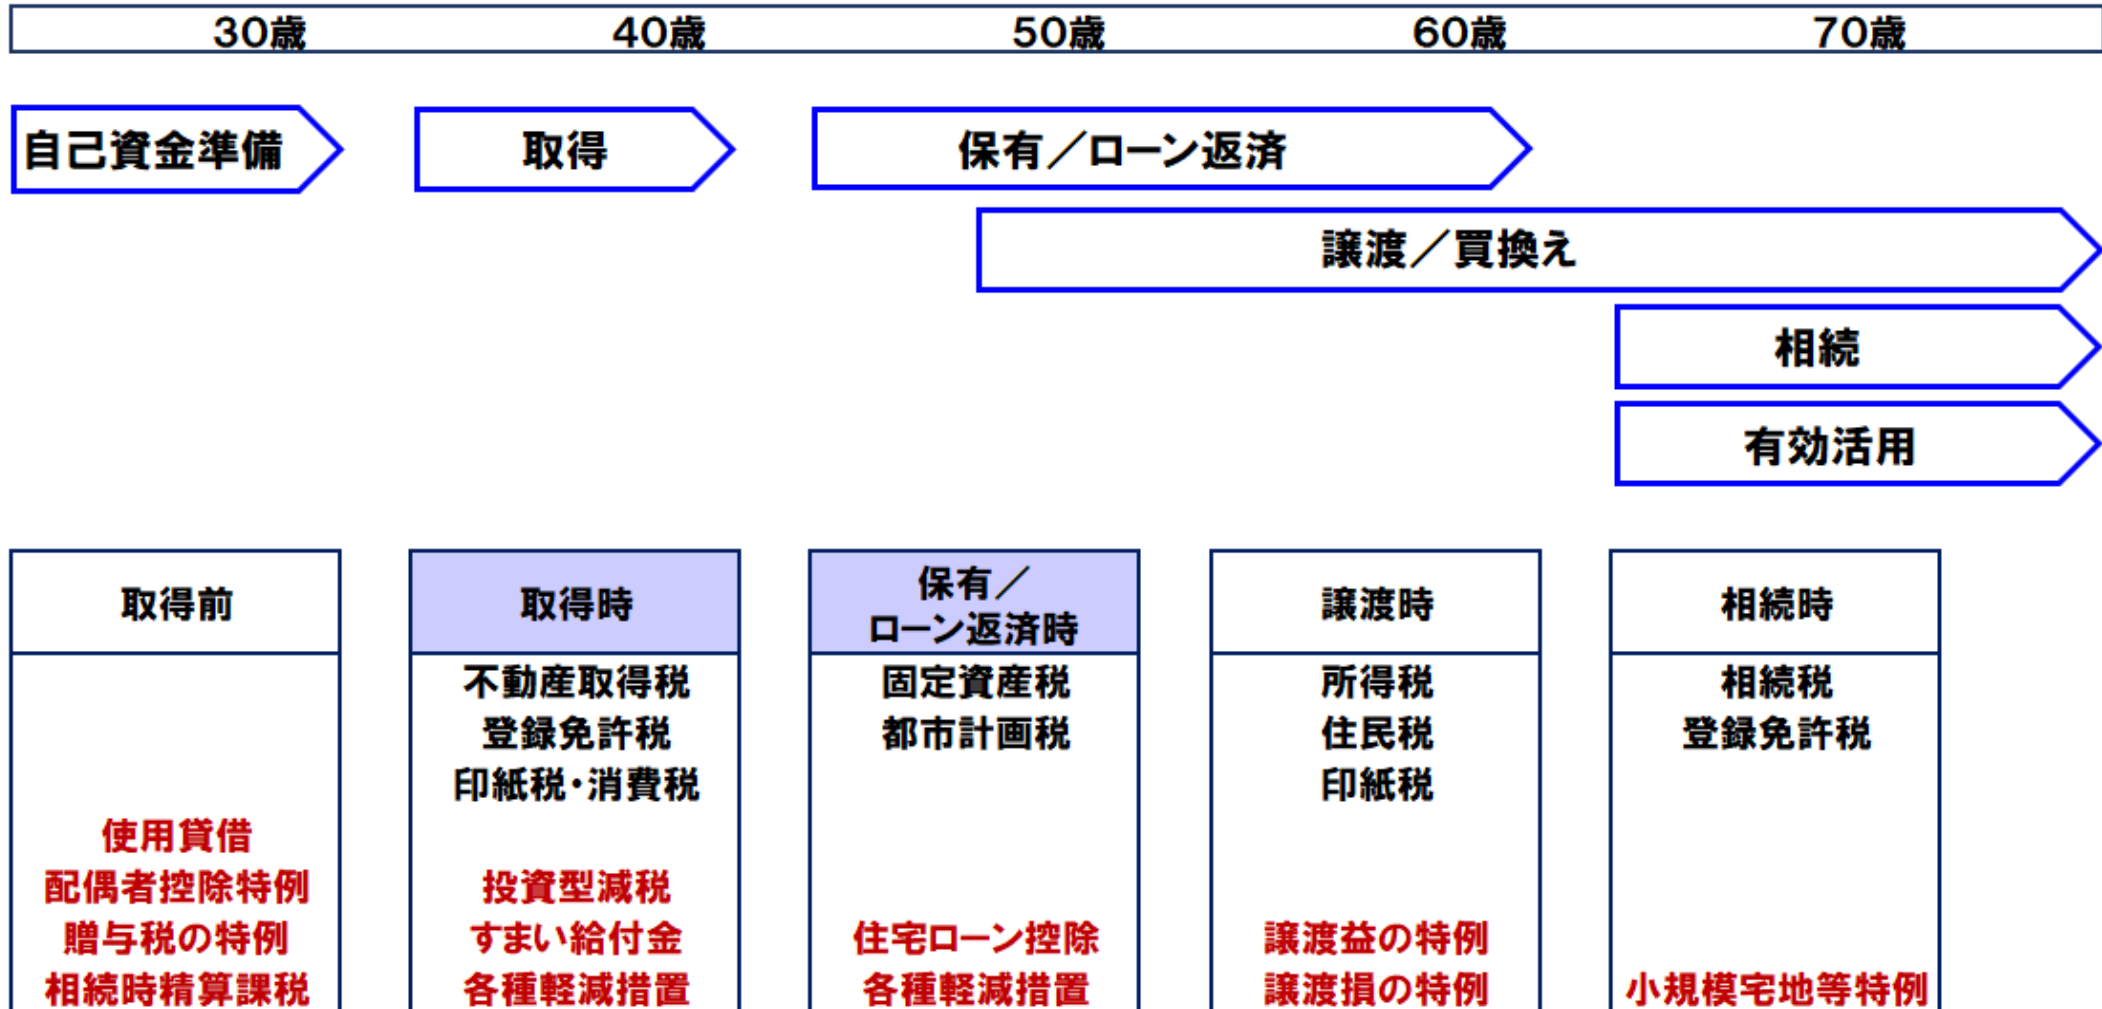 30歳 40歳 50歳 60歳 70歳
自己資金準備
取得
保有／ローン返済
譲渡／買換え
相続
有効活用
取得前
使用貸借
配偶者控除特例
贈与税の特例
相続時精算課税
取得時
不動産取得税
登録免許税
印紙税・消費税
投資型減税
すまい給付金
各種軽減措置
保有／
ローン返済時
固定資産税
都市計画税
住宅ローン控除
各種軽減措置
譲渡時
所得税
住民税
印紙税
譲渡益の特例
譲渡損の特例
相続時
相続税
登録免許税
小規模宅地等特例